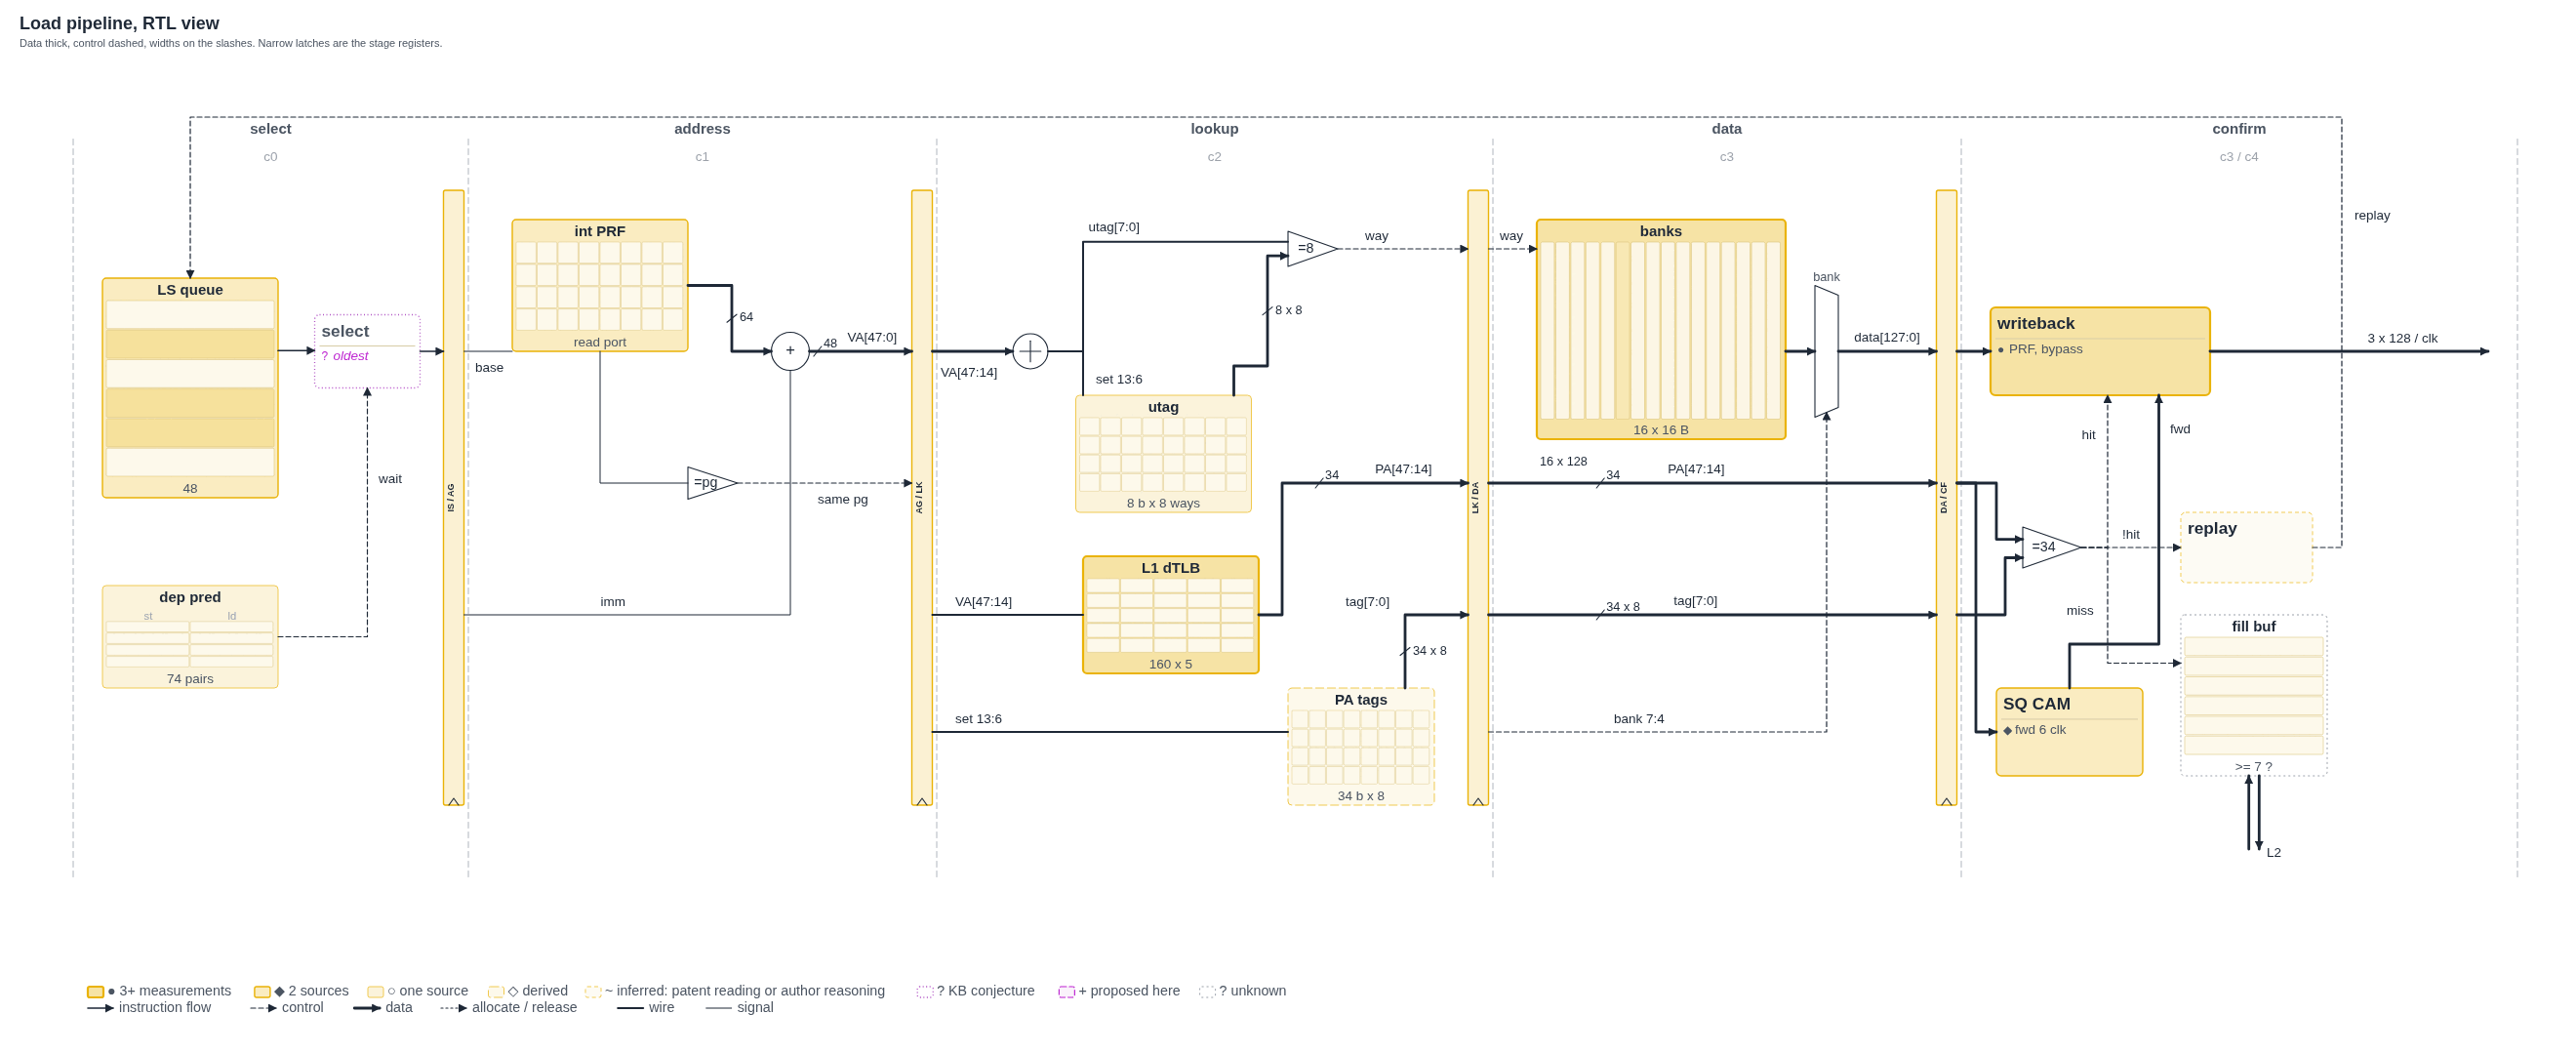 Load pipeline, RTL view
Data thick, control dashed, widths on the slashes. Narrow latches are the stage registers.
select
c0
address
c1
lookup
c2
data
c3
confirm
c3 / c4
replay
LS queue
48
select
? oldest
wait
dep pred
st ld
74 pairs
IS / AG
int PRF
read port
base
64
+
48
VA[47:0]
=pg
same pg
imm
AG / LK
VA[47:14]
utag[7:0]
=8
way
8 x 8
set 13:6
utag
8 b x 8 ways
34
PA[47:14]
L1 dTLB
160 x 5
VA[47:14]
tag[7:0]
34 x 8
set 13:6
PA tags
34 b x 8
LK / DA
way
banks
16 x 16 B
bank
data[127:0]
16 x 128
34
PA[47:14]
34 x 8
tag[7:0]
bank 7:4
DA / CF
writeback
● PRF, bypass
3 x 128 / clk
hit
fwd
=34
!hit
replay
miss
fill buf
>= 7 ?
SQ CAM
◆ fwd 6 clk
L2
● 3+ measurements ◆ 2 sources ○ one source ◇ derived ~ inferred: patent reading or author reasoning ? KB conjecture + proposed here ? unknown
instruction flow control data allocate / release wire signal